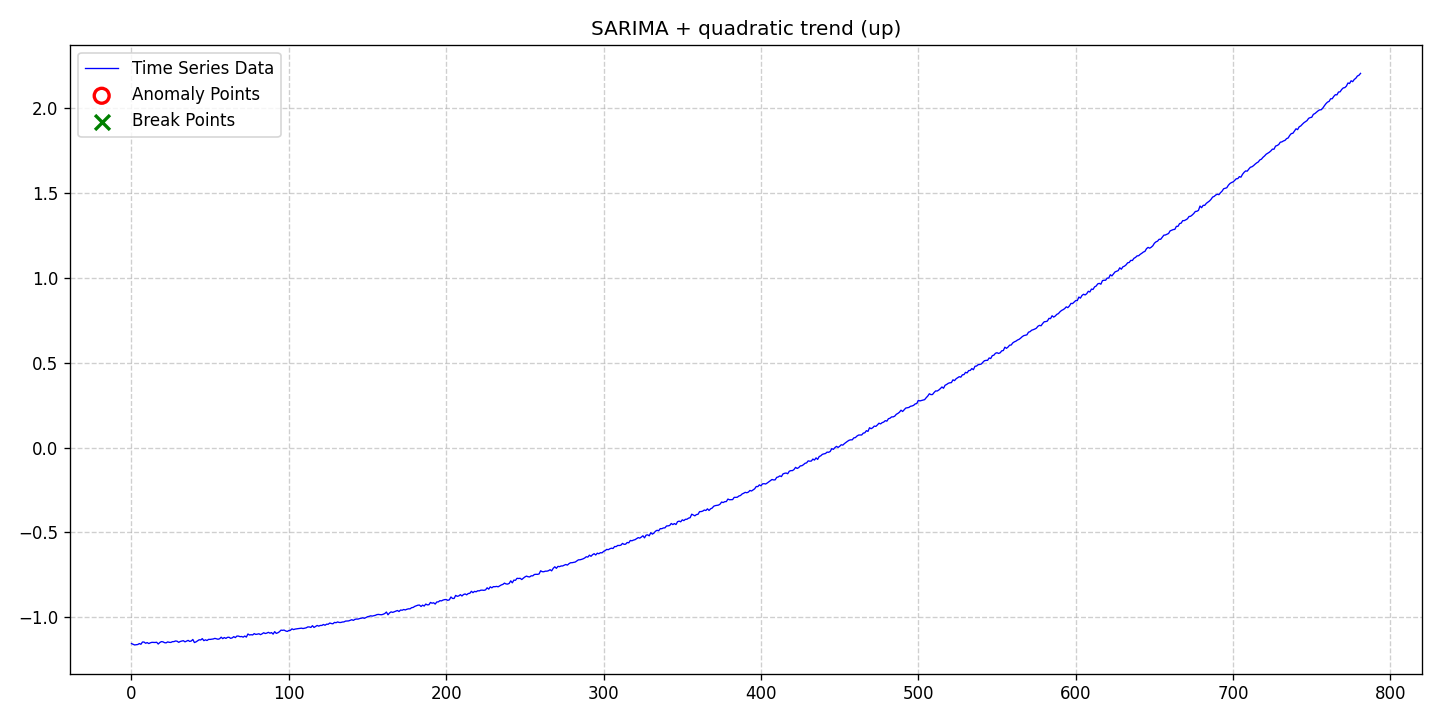 SARIMA + quadratic trend (up)
Time Series Data
Anomaly Points
Break Points
2.0
1.5
1.0
0.5
0.0
−0.5
−1.0
0 100 200 300 400 500 600 700 800